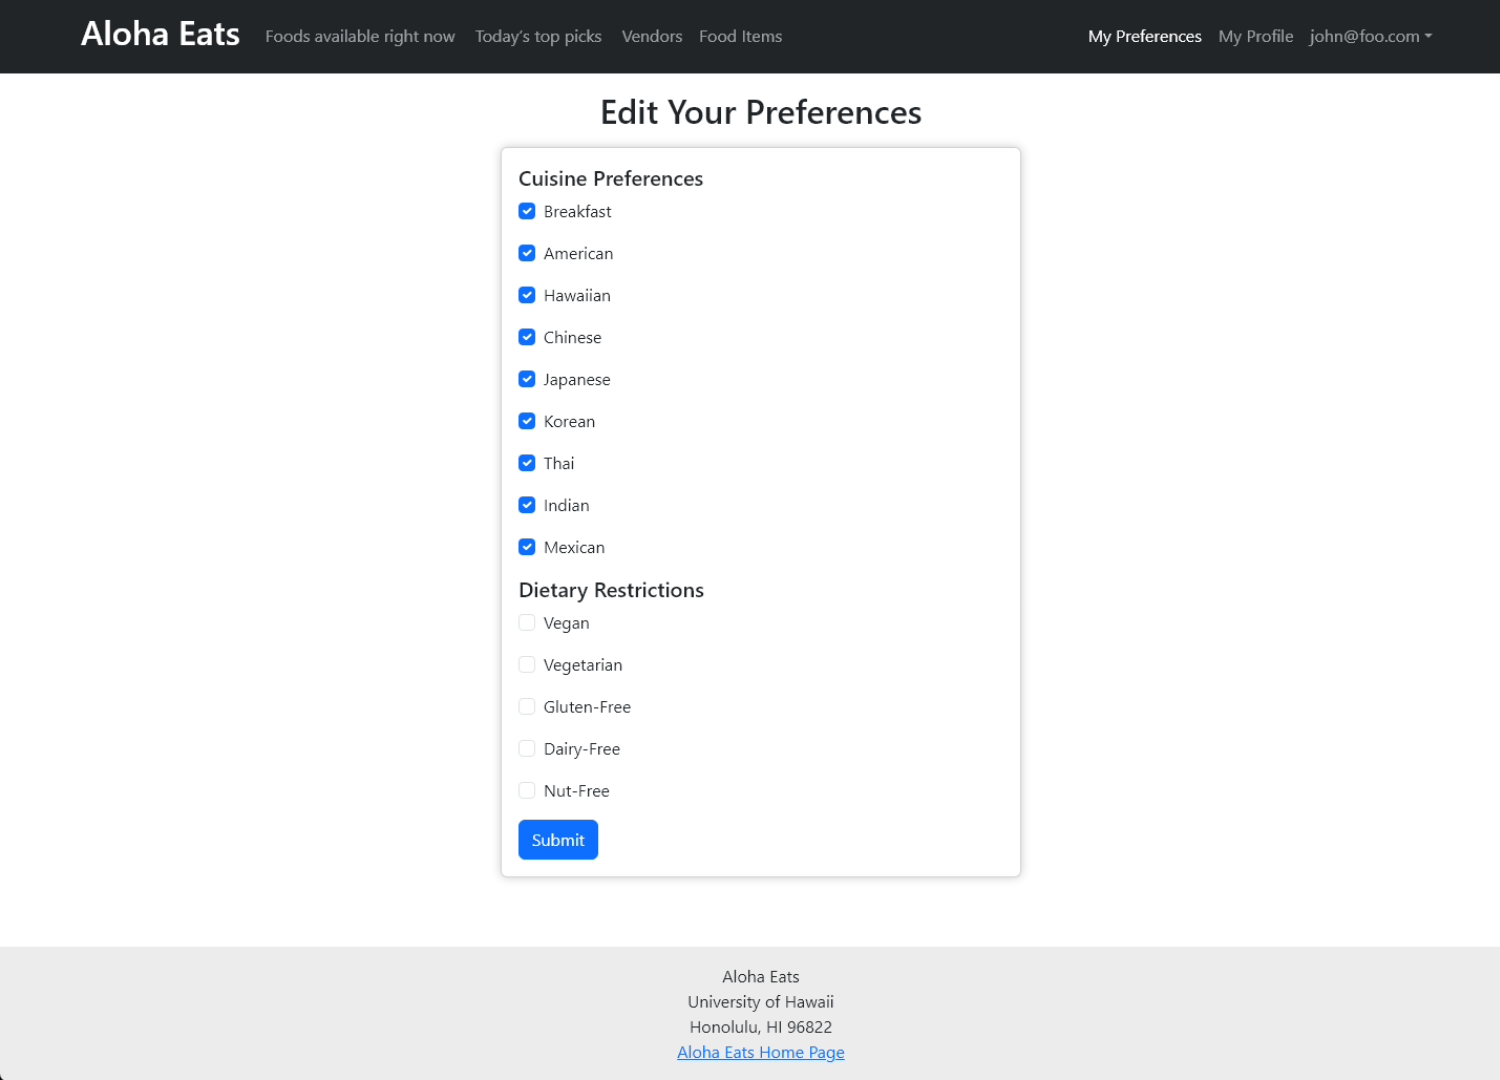 Aloha Eats Foods available right now Today's top picks Vendors Food Items My Preferences My Profile john@foo.com
Edit Your Preferences
Cuisine Preferences
Breakfast
American
Hawaiian
Chinese
Japanese
Korean
Thai
Indian
Mexican
Dietary Restrictions
Vegan
Vegetarian
Gluten-Free
Dairy-Free
Nut-Free
Submit
Aloha Eats
University of Hawaii
Honolulu, HI 96822
Aloha Eats Home Page